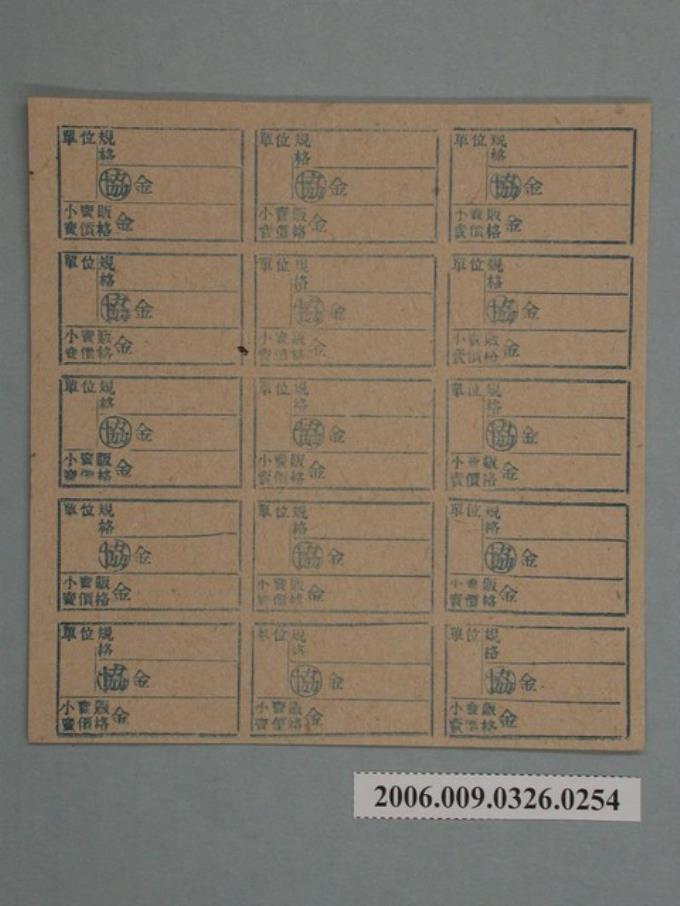 單位規 單位規 單位規
格 格 格
協金 協金 協金
小賣販 小賣販 小賣販
賣價格金 賣價格金 賣價格金
單位規 單位規 單位規
格 格 格
協金 協金 協金
小賣販 小賣販 小賣販
賣價格金 賣價格金 賣價格金
單位規 單位規 單位規
格 格 格
協金 協金 協金
小賣販 小賣販 小賣販
賣價格金 賣價格金 賣價格金
單位規 單位規 單位規
格 格 格
協金 協金 協金
小賣販 小賣販 小賣販
賣價格金 賣價格金 賣價格金
單位規 單位規 單位規
格 格 格
協金 協金 協金
小賣販 小賣販 小賣販
賣價格金 賣價格金 賣價格金
2006.009.0326.0254